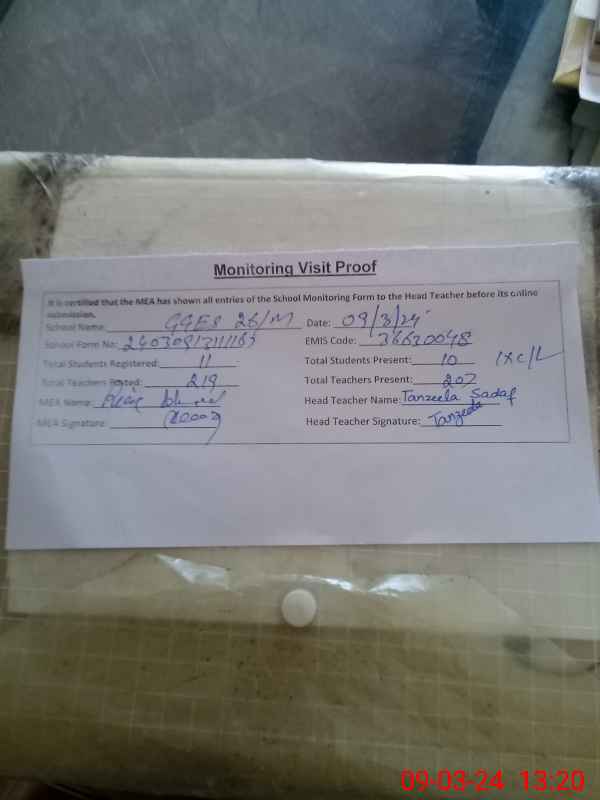 Monitoring Visit Proof
It is certified that the MEA has shown all entries of the School Monitoring Form to the Head Teacher before its online
submission.
School Name: GGES 26/M Date: 09/3/24
School Form No: EMIS Code: 36630048
Total Students Registered: 11 Total Students Present: 10
Total Teachers Posted: 219 Total Teachers Present: 207
MEA Name: Head Teacher Name: Tanzeela Sadaf
MEA Signature: Head Teacher Signature: Tanzeela
09-03-24 13:20